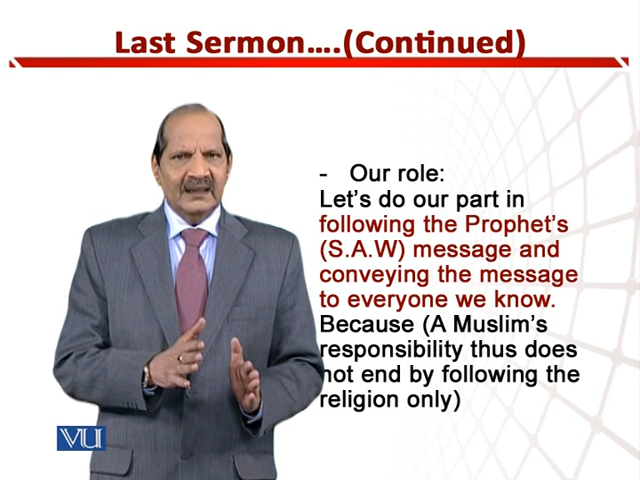 Last Sermon....(Continued)
- Our role:
Let's do our part in
following the Prophet's
(S.A.W) message and
conveying the message
to everyone we know.
Because (A Muslim's
responsibility thus does
not end by following the
religion only)
VU